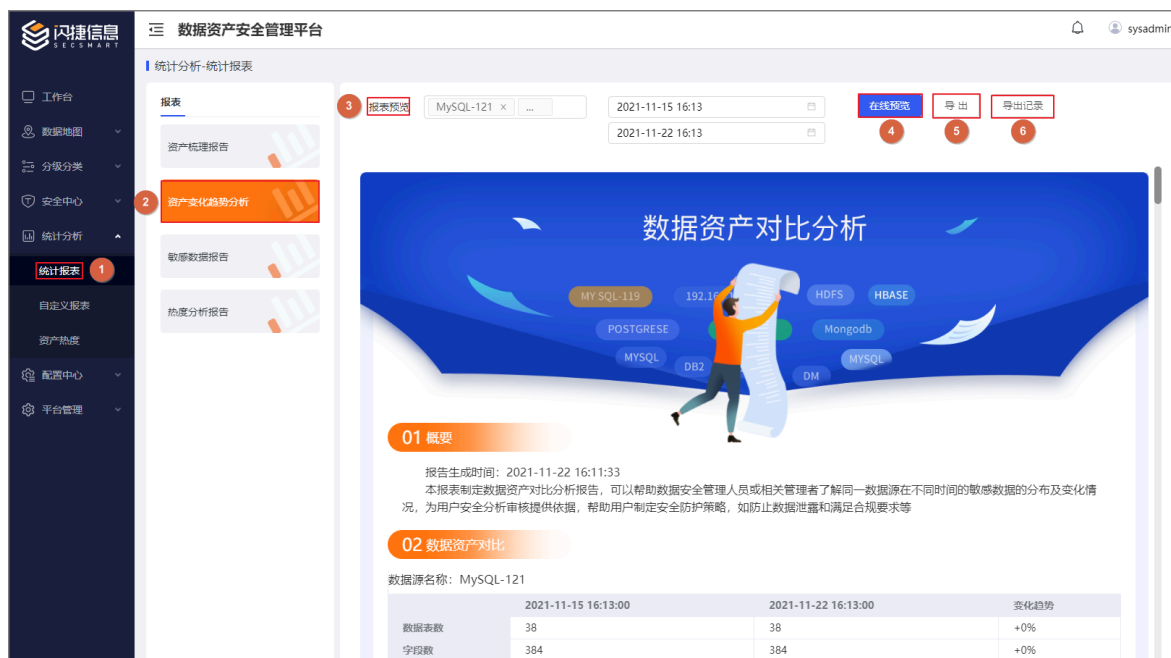 闪捷信息
SECSMART
数据资产安全管理平台
sysadmin
统计分析-统计报表
工作台
数据地图
分级分类
安全中心
统计分析
统计报表 1
自定义报表
资产热度
配置中心
平台管理
报表
资产梳理报告
2 资产变化趋势分析
敏感数据报告
热度分析报告
3 报表预览 MySQL-121 × ... 2021-11-15 16:13 在线预览 导出 导出记录
2021-11-22 16:13 4 5 6
数据资产对比分析
MY SQL-119 192.16 HDFS HBASE
POSTGRESE Mongodb
MYSQL DB2 MYSQL
DM
01 概要
报告生成时间：2021-11-22 16:11:33
本报表制定数据资产对比分析报告，可以帮助数据安全管理人员或相关管理者了解同一数据源在不同时间的敏感数据的分布及变化情
况，为用户安全分析审核提供依据，帮助用户制定安全防护策略，如防止数据泄露和满足合规要求等
02 数据资产对比
数据源名称：MySQL-121
2021-11-15 16:13:00 2021-11-22 16:13:00 变化趋势
数据表数 38 38 +0%
字段数 384 384 +0%